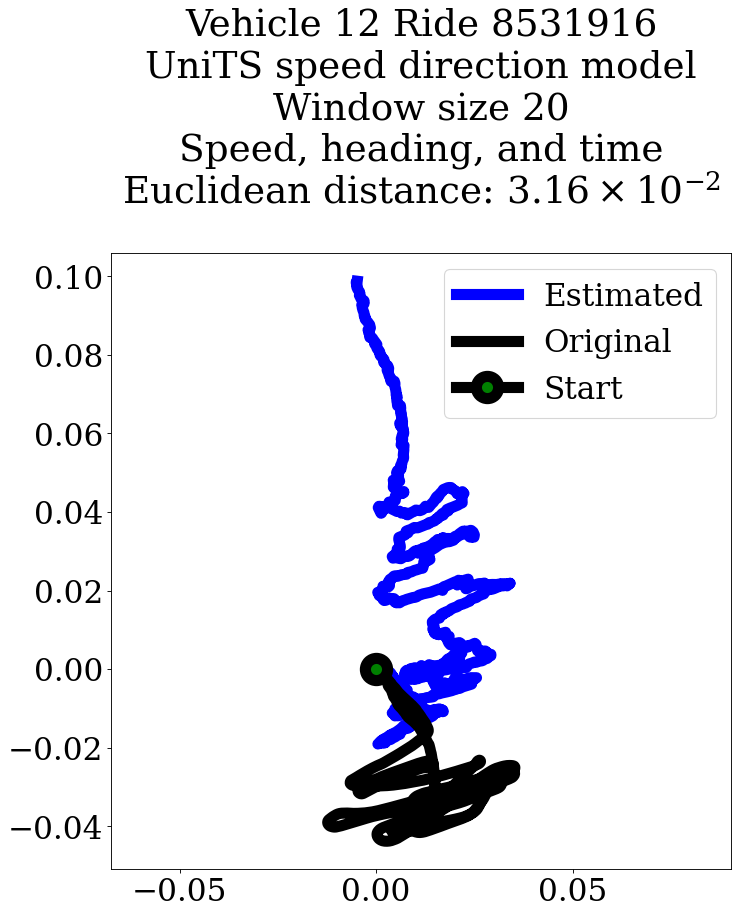 Vehicle 12 Ride 8531916
UniTS speed direction model
Window size 20
Speed, heading, and time
Euclidean distance: 3.16 × 10⁻²
Estimated
Original
Start
0.10
0.08
0.06
0.04
0.02
0.00
−0.02
−0.04
−0.05
0.00
0.05